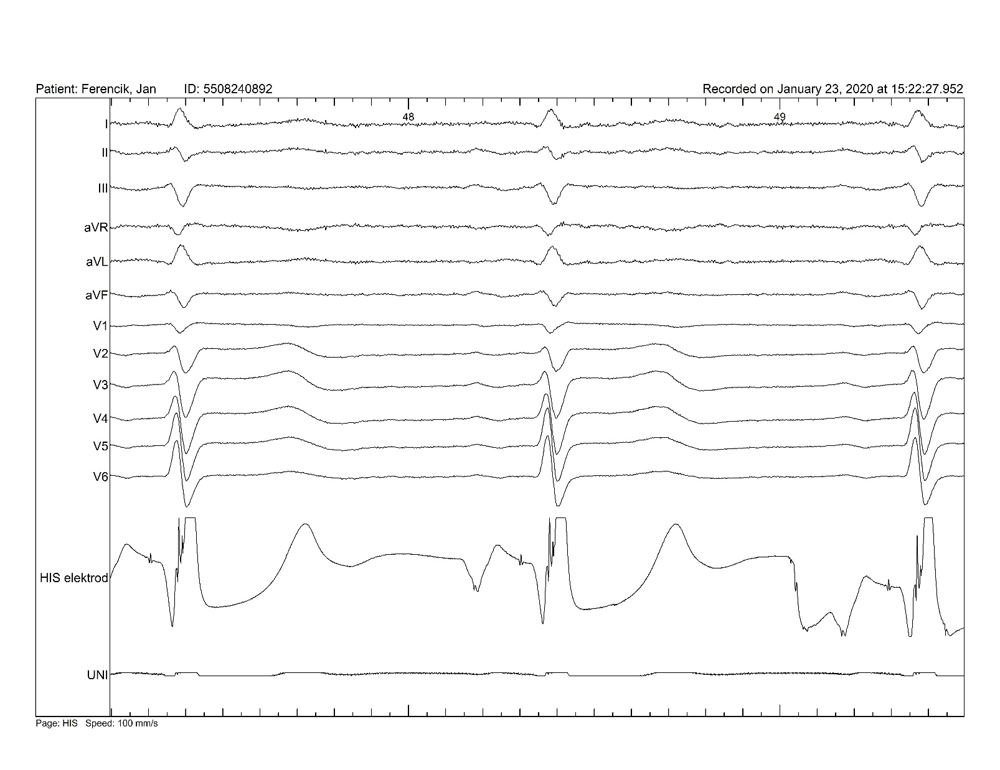 Patient: Ferencik, Jan ID: 5508240892 Recorded on January 23, 2020 at 15:22:27.952
48 49
I
II
III
aVR
aVL
aVF
V1
V2
V3
V4
V5
V6
HIS elektrod
UNI
Page: HIS Speed: 100 mm/s